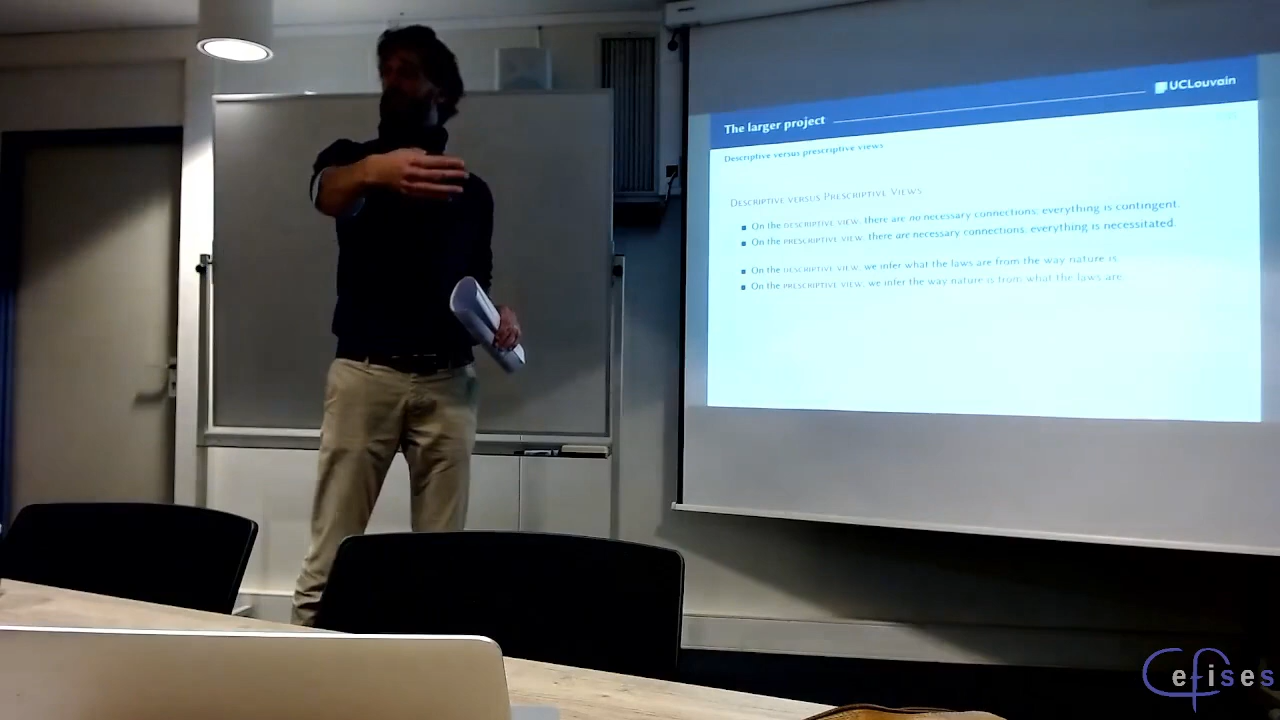 UCLouvain
The larger project
Descriptive versus prescriptive views
Descriptive versus Prescriptive Views
On the descriptive view, there are no necessary connections: everything is contingent.
On the prescriptive view, there are necessary connections: everything is necessitated.
On the descriptive view, we infer what the laws are from the way nature is
On the prescriptive view, we infer the way nature is from what the laws are
Cefises